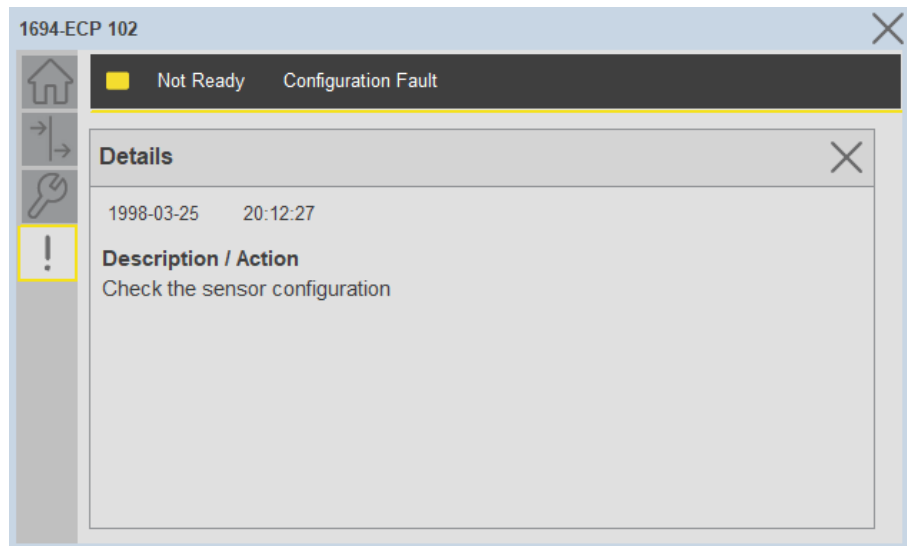 1694-ECP 102
Not Ready Configuration Fault
Details
1998-03-25 20:12:27
Description / Action
Check the sensor configuration